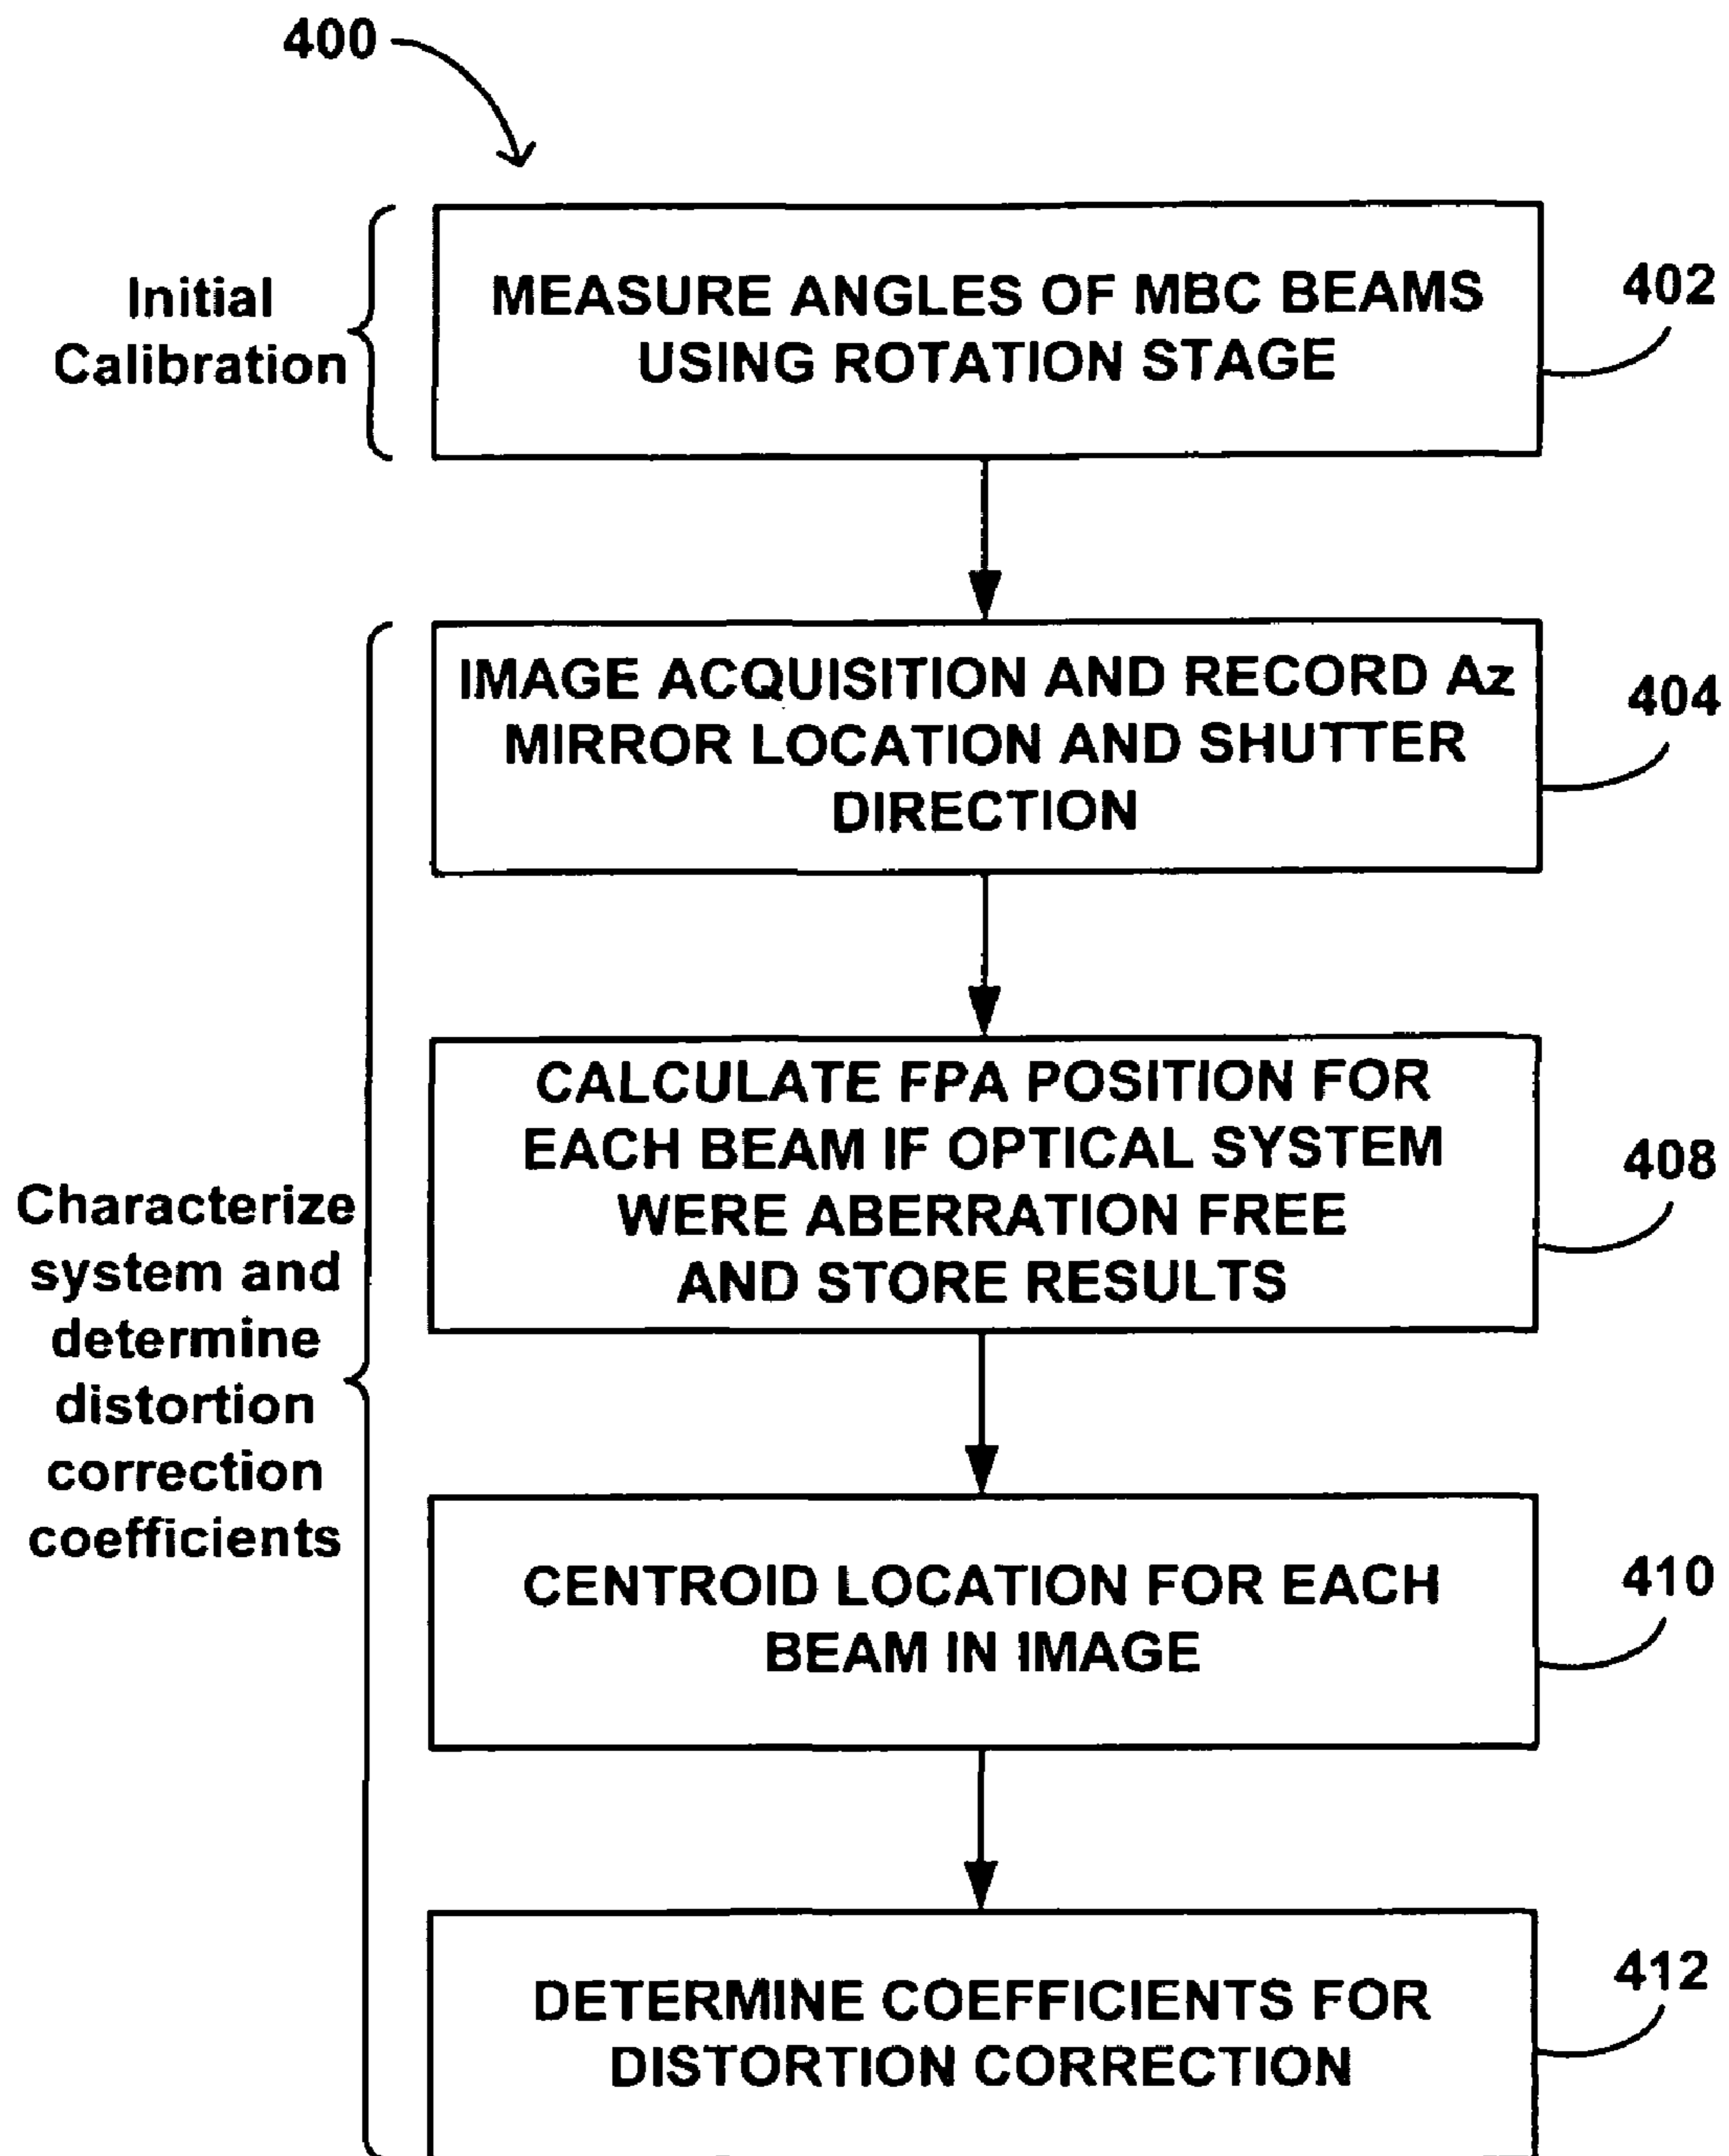 400
Initial
Calibration
MEASURE ANGLES OF MBC BEAMS
USING ROTATION STAGE
402
IMAGE ACQUISITION AND RECORD Az
MIRROR LOCATION AND SHUTTER
DIRECTION
404
Characterize
system and
determine
distortion
correction
coefficients
CALCULATE FPA POSITION FOR
EACH BEAM IF OPTICAL SYSTEM
WERE ABERRATION FREE
AND STORE RESULTS
408
CENTROID LOCATION FOR EACH
BEAM IN IMAGE
410
DETERMINE COEFFICIENTS FOR
DISTORTION CORRECTION
412